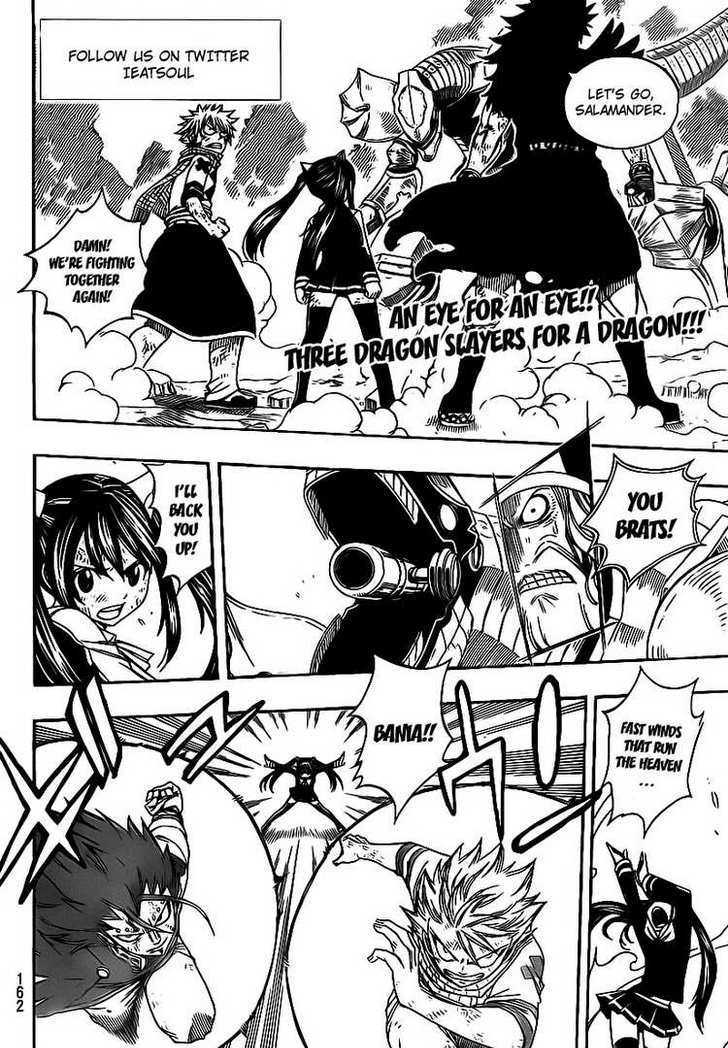 FOLLOW US ON TWITTER
IEATSOUL
LET'S GO,
SALAMANDER.
DAMN!
WE'RE FIGHTING
TOGETHER
AGAIN!
AN EYE FOR AN EYE!!
THREE DRAGON SLAYERS FOR A DRAGON!!!
YOU
BRATS!
I'LL
BACK
YOU
UP!
FAST WINDS
THAT RUN
THE HEAVEN
...
BANIA!!
162